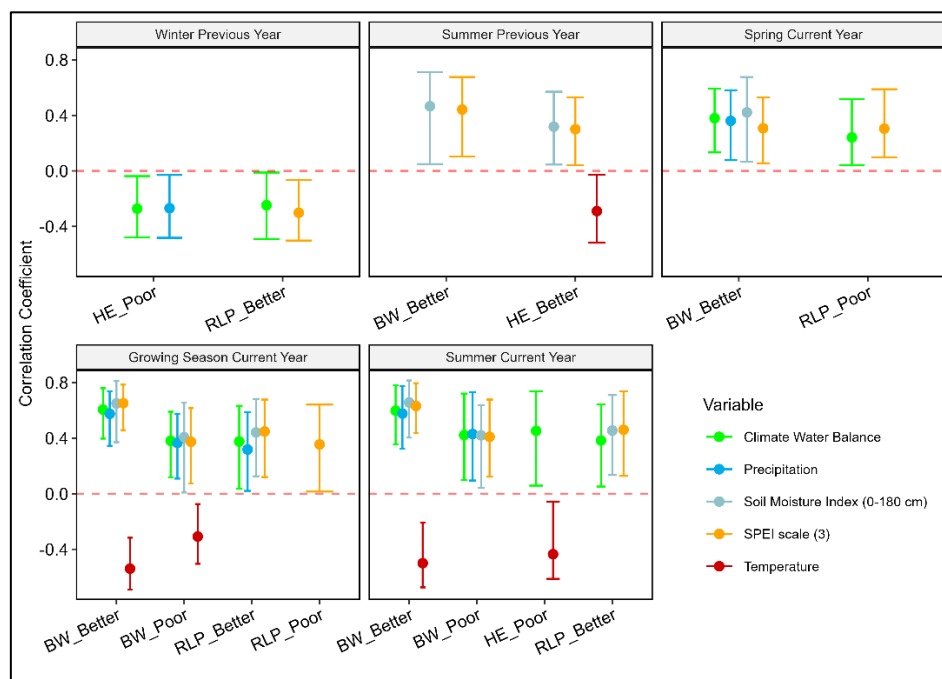 Winter Previous Year
Summer Previous Year
Spring Current Year
Correlation Coefficient
0.8
0.4
0.0
-0.4
HE_Poor
RLP_Better
BW_Better
HE_Better
BW_Better
RLP_Poor
Growing Season Current Year
Summer Current Year
0.8
0.4
0.0
-0.4
BW_Better
BW_Poor
RLP_Better
RLP_Poor
BW_Better
BW_Poor
HE_Poor
RLP_Better
Variable
Climate Water Balance
Precipitation
Soil Moisture Index (0-180 cm)
SPEI scale (3)
Temperature